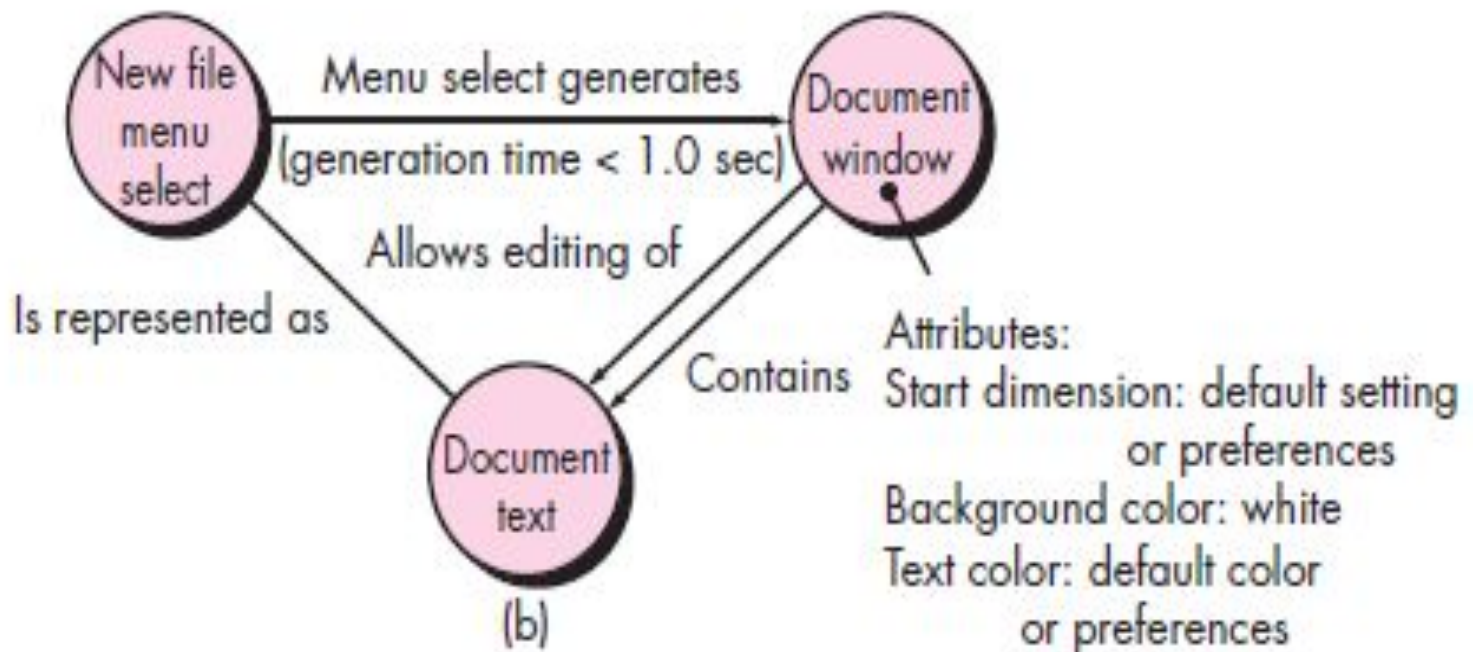 New file
menu
select
Menu select generates
(generation time < 1.0 sec)
Document
window
Allows editing of
Is represented as
Contains
Document
text
Attributes:
Start dimension: default setting
or preferences
Background color: white
Text color: default color
or preferences
(b)